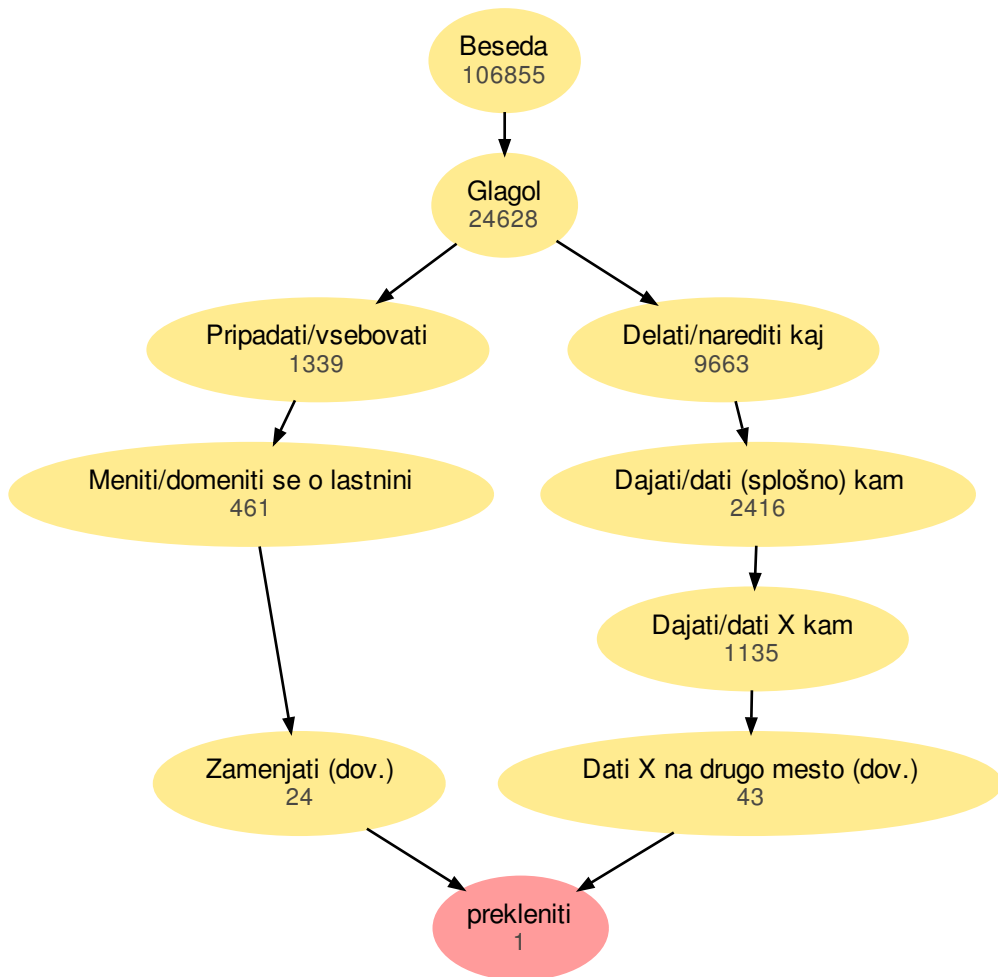 Beseda
106855
Glagol
24628
Pripadati/vsebovati
1339
Delati/narediti kaj
9663
Meniti/domeniti se o lastnini
461
Dajati/dati (splošno) kam
2416
Dajati/dati X kam
1135
Zamenjati (dov.)
24
Dati X na drugo mesto (dov.)
43
prekleniti
1